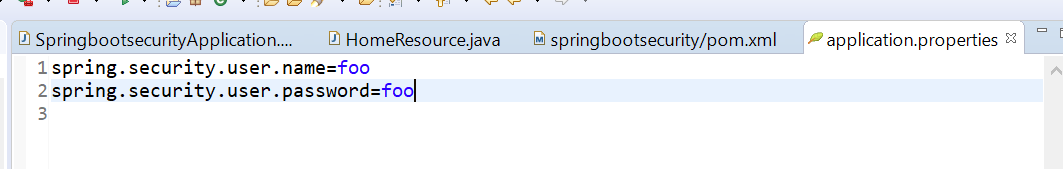 SpringbootsecurityApplication....
HomeResource.java
springbootsecurity/pom.xml
application.properties
1 spring.security.user.name=foo
2 spring.security.user.password=foo
3